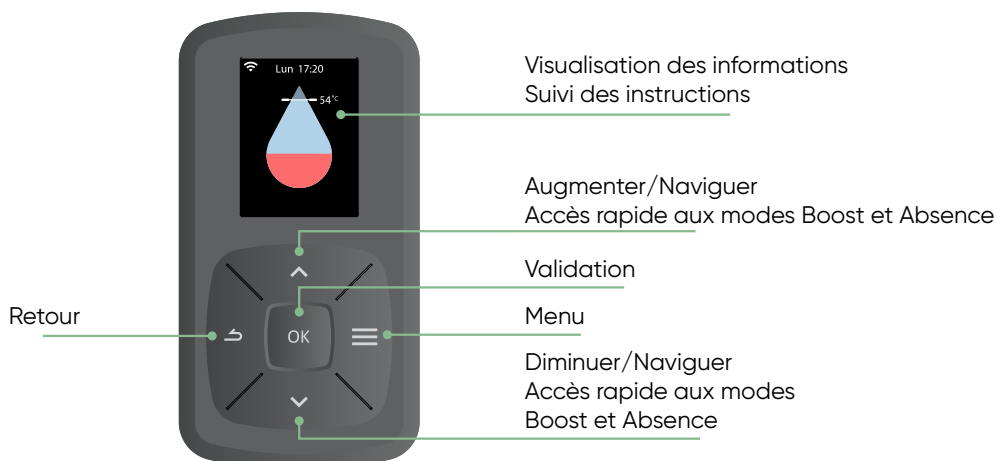 Lun 17:20
54°C
Visualisation des informations
Suivi des instructions
Augmenter/Naviguer
Accès rapide aux modes Boost et Absence
Validation
Retour
OK
Menu
Diminuer/Naviguer
Accès rapide aux modes
Boost et Absence